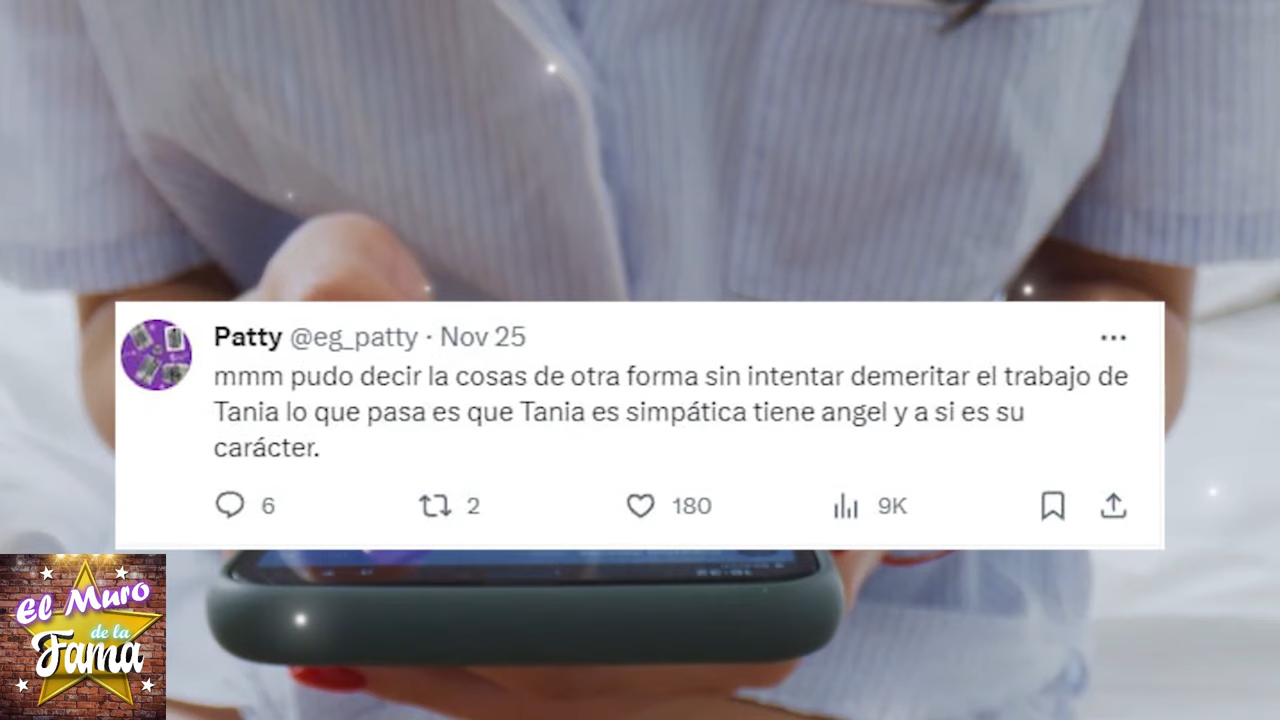 Patty @eg_patty · Nov 25
mmm pudo decir la cosas de otra forma sin intentar demeritar el trabajo de
Tania lo que pasa es que Tania es simpática tiene angel y a si es su
carácter.
6 2 180 9K
El Muro
de la
Fama